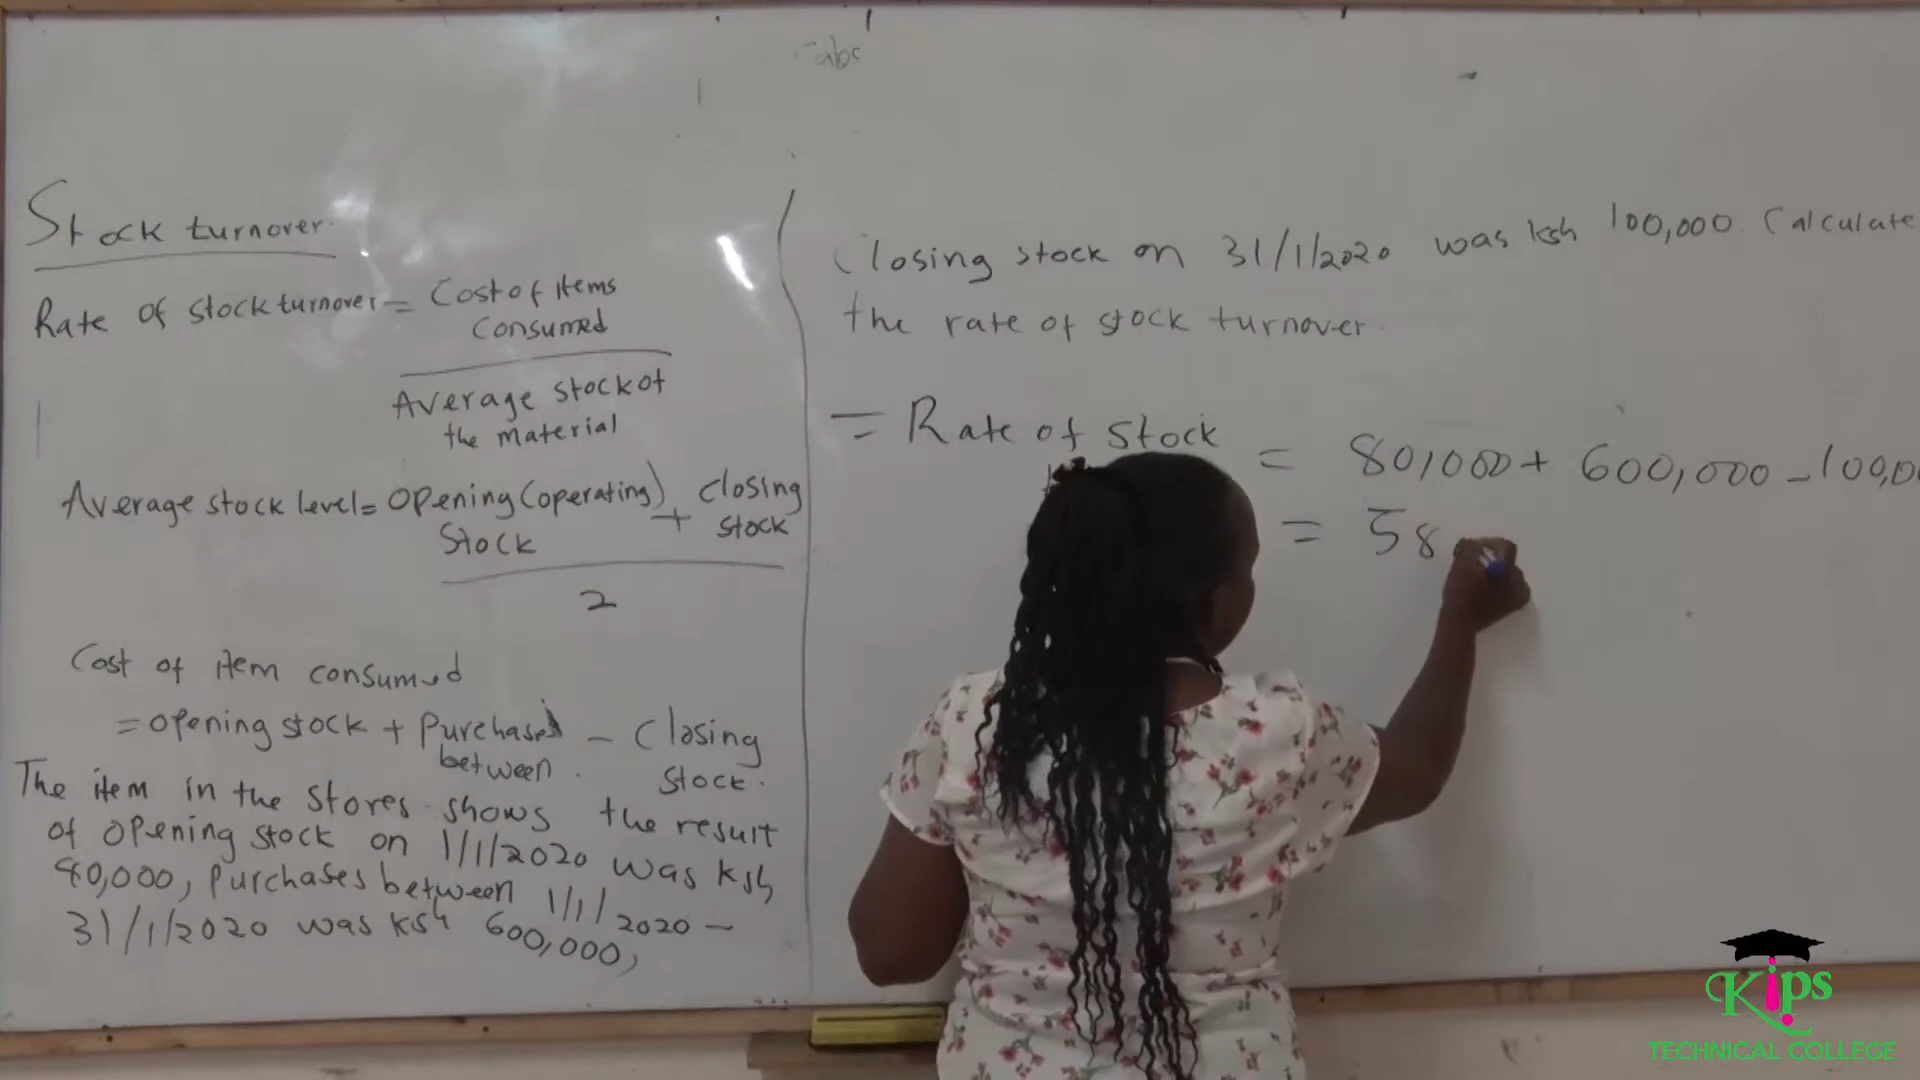 abc
Stock turnover.
Rate of stock turnover = Cost of items
consumed
Average stock of
the material
Average stock level = opening (operating) + closing
stock stock
2
Cost of item consumed
= opening stock + purchases - closing
between. stock.
The item in the stores shows the result
of opening stock on 1/1/2020 was ksh
80,000, purchases between 1/1/2020 -
31/1/2020 was ksh 600,000,
Closing stock on 31/1/2020 was ksh 100,000. Calculate
the rate of stock turnover.
= Rate of stock
= 80,000 + 600,000 - 100,0
= 58
Kips
TECHNICAL COLLEGE